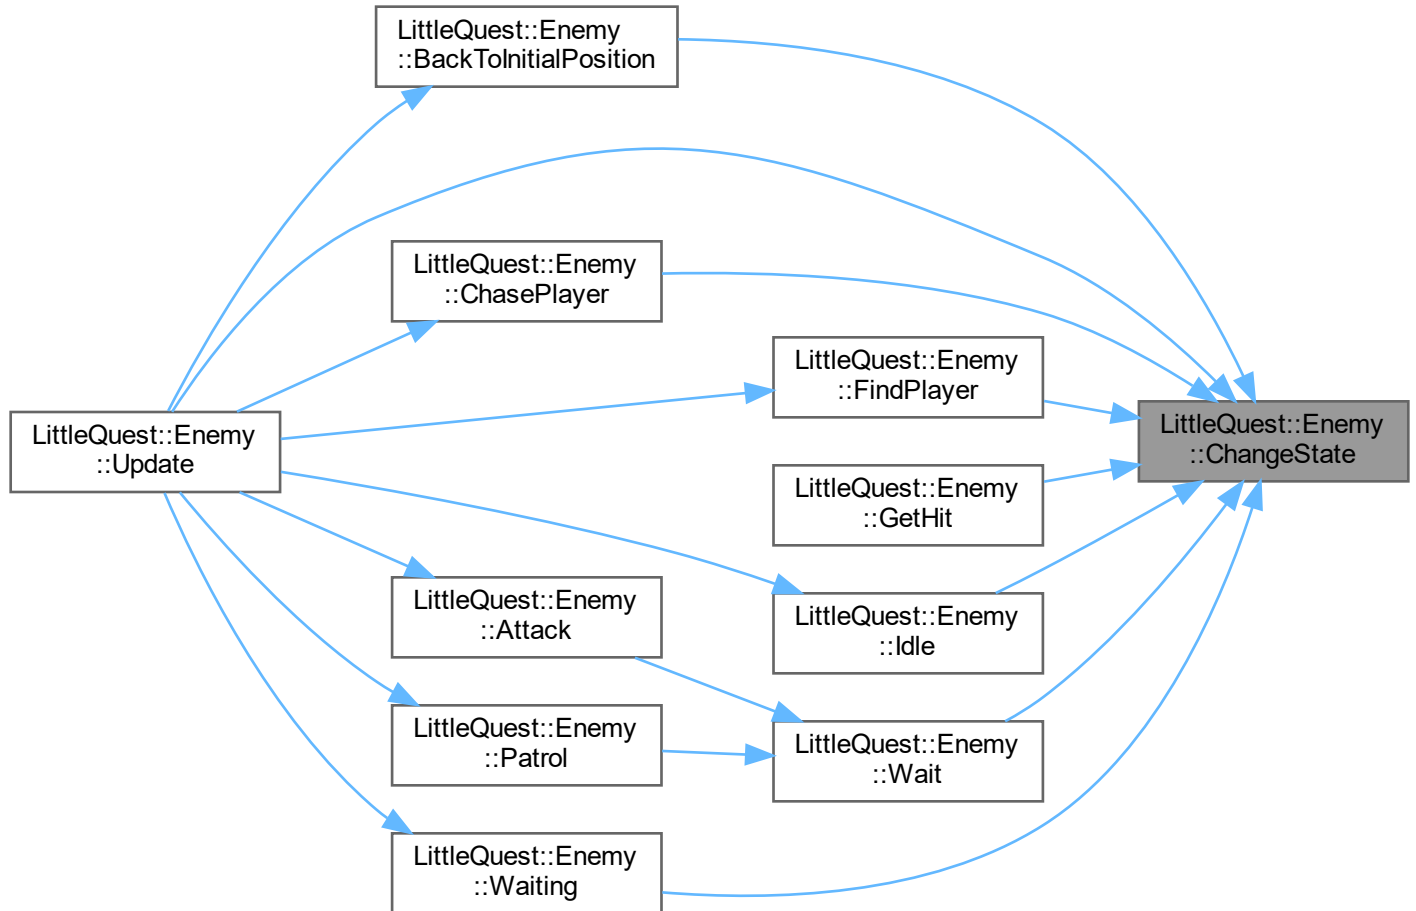 LittleQuest::Enemy
::BackToInitialPosition
LittleQuest::Enemy
::ChasePlayer
LittleQuest::Enemy
::FindPlayer
LittleQuest::Enemy
::ChangeState
LittleQuest::Enemy
::Update
LittleQuest::Enemy
::GetHit
LittleQuest::Enemy
::Attack
LittleQuest::Enemy
::Idle
LittleQuest::Enemy
::Patrol
LittleQuest::Enemy
::Wait
LittleQuest::Enemy
::Waiting